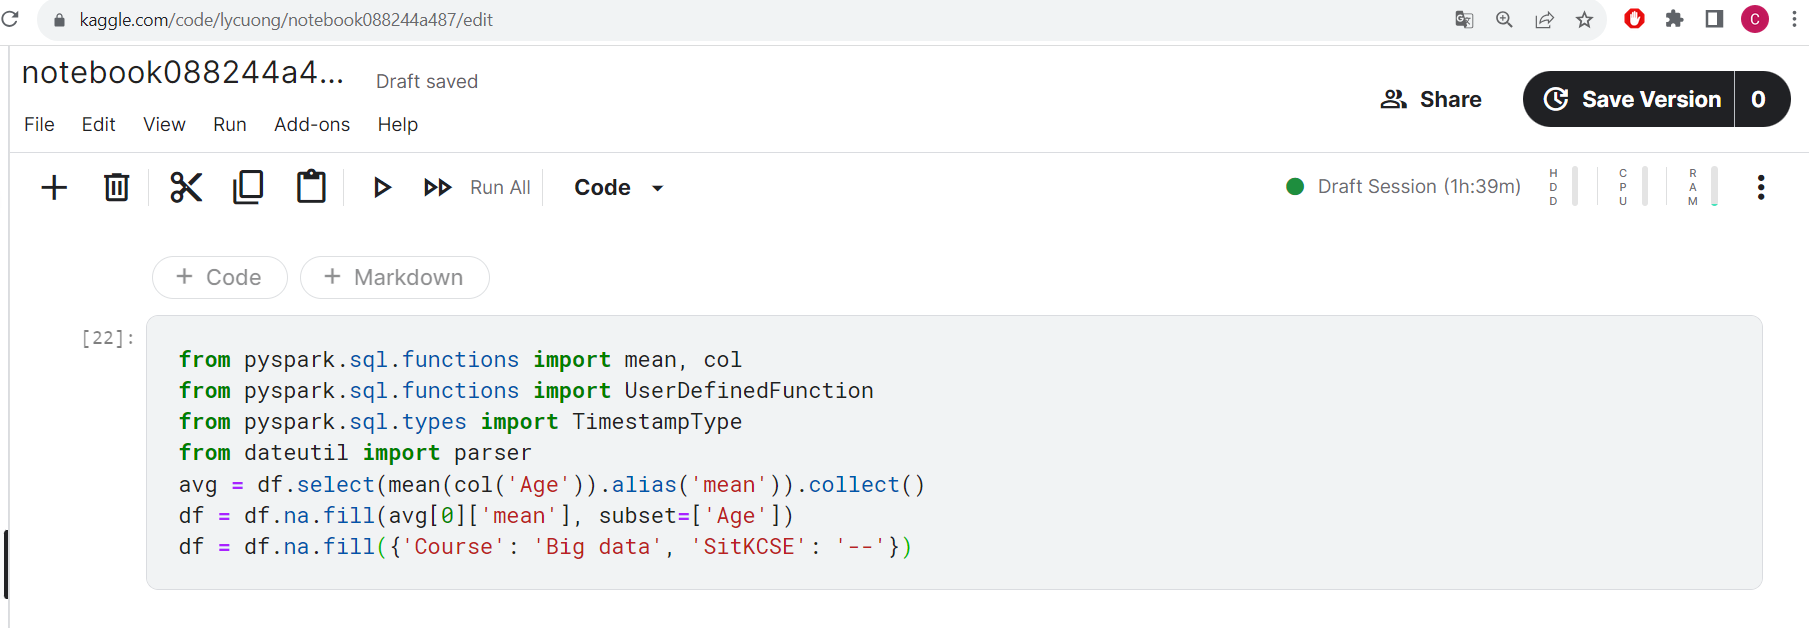 kaggle.com/code/lycuong/notebook088244a487/edit
C
notebook088244a4...
Draft saved
Share
Save Version
0
File Edit View Run Add-ons Help
Run All
Code
Draft Session (1h:39m)
HDD
CPU
RAM
+ Code
+ Markdown
[22]:
from pyspark.sql.functions import mean, col
from pyspark.sql.functions import UserDefinedFunction
from pyspark.sql.types import TimestampType
from dateutil import parser
avg = df.select(mean(col('Age')).alias('mean')).collect()
df = df.na.fill(avg[0]['mean'], subset=['Age'])
df = df.na.fill({'Course': 'Big data', 'SitKCSE': '--'})